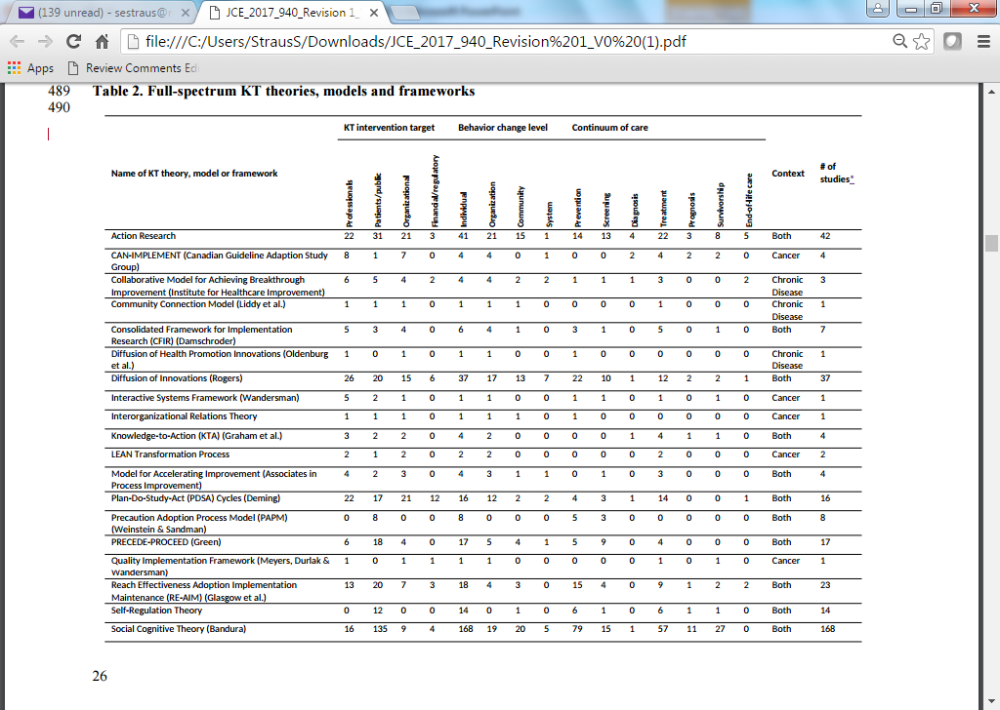 (139 unread) - sestraus@
JCE_2017_940_Revision 1_
file:///C:/Users/StrausS/Downloads/JCE_2017_940_Revision%201_V0%20(1).pdf
Apps Review Comments Ed
489 Table 2. Full-spectrum KT theories, models and frameworks
490
KT intervention target Behavior change level Continuum of care
Name of KT theory, model or framework Professionals Patients/public Organizational Financial/regulatory Individual Organization Community System Prevention Screening Diagnosis Treatment Prognosis Survivorship End-of-life care Context # of
studies*
Action Research 22 31 21 3 41 21 15 1 14 13 4 22 3 8 5 Both 42
CAN-IMPLEMENT (Canadian Guideline Adaption Study 8 1 7 0 4 4 0 1 0 0 2 4 2 2 0 Cancer 4
Group)
Collaborative Model for Achieving Breakthrough 6 5 4 2 4 4 2 2 1 1 1 3 0 0 2 Chronic 3
Improvement (Institute for Healthcare Improvement) Disease
Community Connection Model (Liddy et al.) 1 1 1 0 1 1 1 0 0 0 0 1 0 0 0 Chronic 1
Disease
Consolidated Framework for Implementation 5 3 4 0 6 4 1 0 3 1 0 5 0 1 0 Both 7
Research (CFIR) (Damschroder)
Diffusion of Health Promotion Innovations (Oldenburg 1 0 1 0 1 1 0 0 1 0 0 0 0 0 0 Chronic 1
et al.) Disease
Diffusion of Innovations (Rogers) 26 20 15 6 37 17 13 7 22 10 1 12 2 2 1 Both 37
Interactive Systems Framework (Wandersman) 5 2 1 0 1 1 0 0 1 1 0 1 0 1 0 Cancer 1
Interorganizational Relations Theory 1 1 1 0 1 1 1 0 1 0 0 0 0 0 0 Cancer 1
Knowledge-to-Action (KTA) (Graham et al.) 3 2 2 0 4 2 0 0 0 0 1 4 1 1 0 Both 4
LEAN Transformation Process 2 1 2 0 2 2 0 0 0 0 0 2 0 0 0 Cancer 2
Model for Accelerating Improvement (Associates in 4 2 3 0 4 3 1 1 0 1 0 3 0 0 0 Both 4
Process Improvement)
Plan-Do-Study-Act (PDSA) Cycles (Deming) 22 17 21 12 16 12 2 2 4 3 1 14 0 0 1 Both 16
Precaution Adoption Process Model (PAPM) 0 8 0 0 8 0 0 0 5 3 0 0 0 0 0 Both 8
(Weinstein & Sandman)
PRECEDE-PROCEED (Green) 6 18 4 0 17 5 4 1 5 9 0 4 0 0 0 Both 17
Quality Implementation Framework (Meyers, Durlak & 1 0 1 1 1 1 0 0 0 0 0 1 0 1 0 Cancer 1
Wandersman)
Reach Effectiveness Adoption Implementation 13 20 7 3 18 4 3 0 15 4 0 9 1 2 2 Both 23
Maintenance (RE-AIM) (Glasgow et al.)
Self-Regulation Theory 0 12 0 0 14 0 1 0 6 1 0 6 1 1 0 Both 14
Social Cognitive Theory (Bandura) 16 135 9 4 168 19 20 5 79 15 1 57 11 27 0 Both 168
26